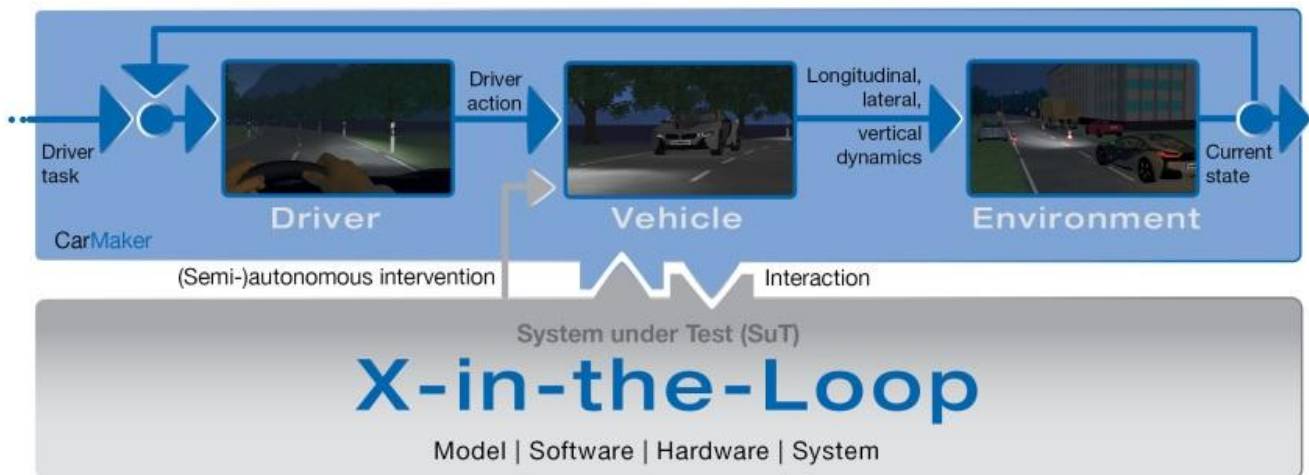 Driver
task
Driver
action
Longitudinal,
lateral,
vertical
dynamics
Current
state
Driver
Vehicle
Environment
CarMaker
(Semi-)autonomous intervention
Interaction
System under Test (SuT)
X-in-the-Loop
Model | Software | Hardware | System